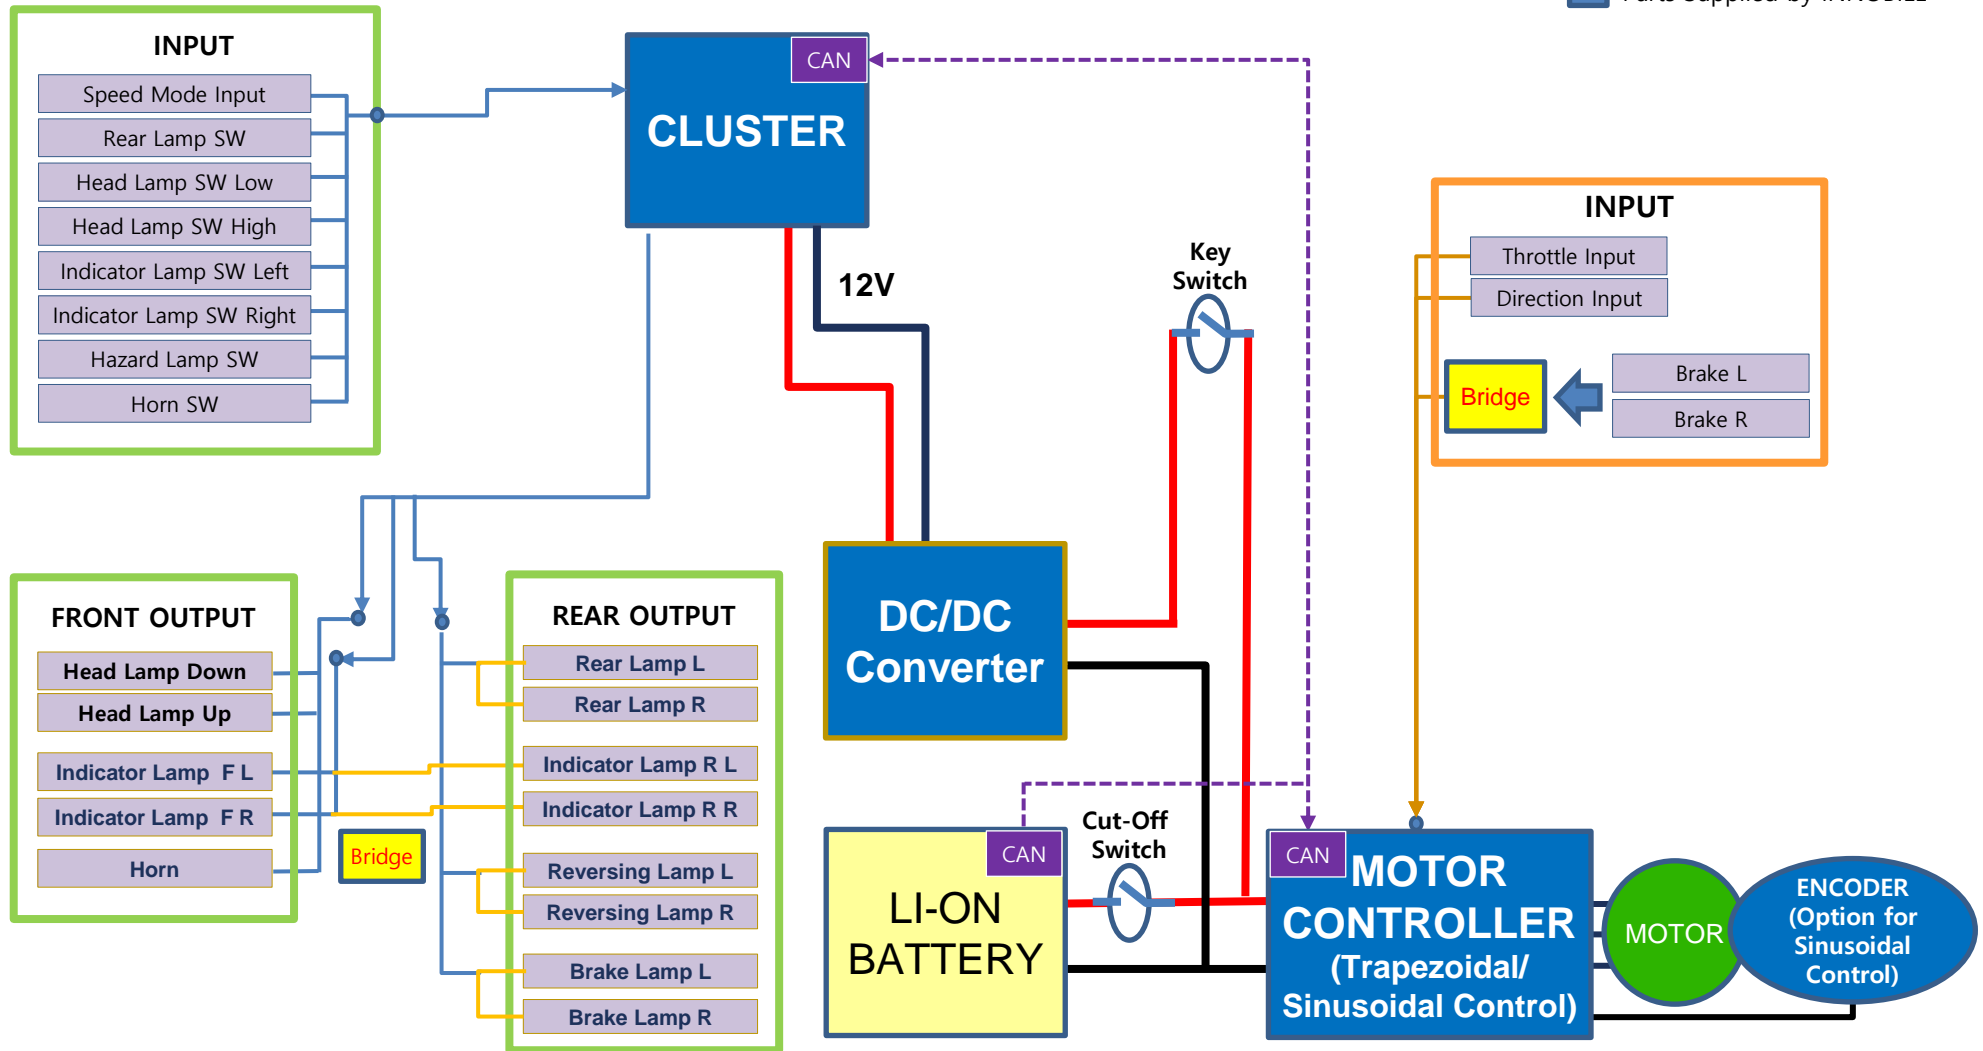 INPUT
Speed Mode Input
Rear Lamp SW
Head Lamp SW Low
Head Lamp SW High
Indicator Lamp SW Left
Indicator Lamp SW Right
Hazard Lamp SW
Horn SW
CAN
CLUSTER
12V
Key
Switch
INPUT
Throttle Input
Direction Input
Bridge
Brake L
Brake R
FRONT OUTPUT
Head Lamp Down
Head Lamp Up
Indicator Lamp F L
Indicator Lamp F R
Horn
Bridge
REAR OUTPUT
Rear Lamp L
Rear Lamp R
Indicator Lamp R L
Indicator Lamp R R
Reversing Lamp L
Reversing Lamp R
Brake Lamp L
Brake Lamp R
DC/DC
Converter
CAN
LI-ON
BATTERY
Cut-Off
Switch
CAN
MOTOR
CONTROLLER
(Trapezoidal/
Sinusoidal Control)
MOTOR
ENCODER
(Option for
Sinusoidal
Control)